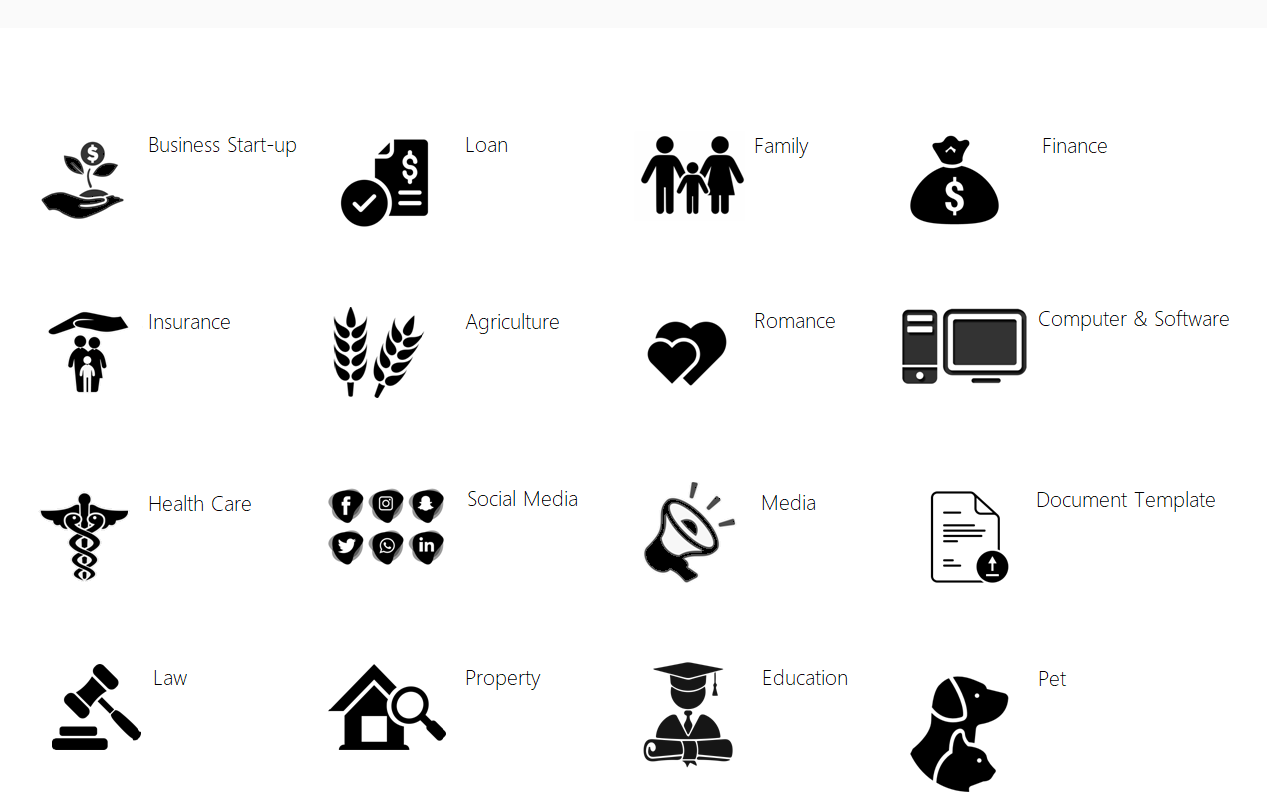 Business Start-up
Loan
Family
Finance
Insurance
Agriculture
Romance
Computer & Software
Health Care
Social Media
Media
Document Template
Law
Property
Education
Pet